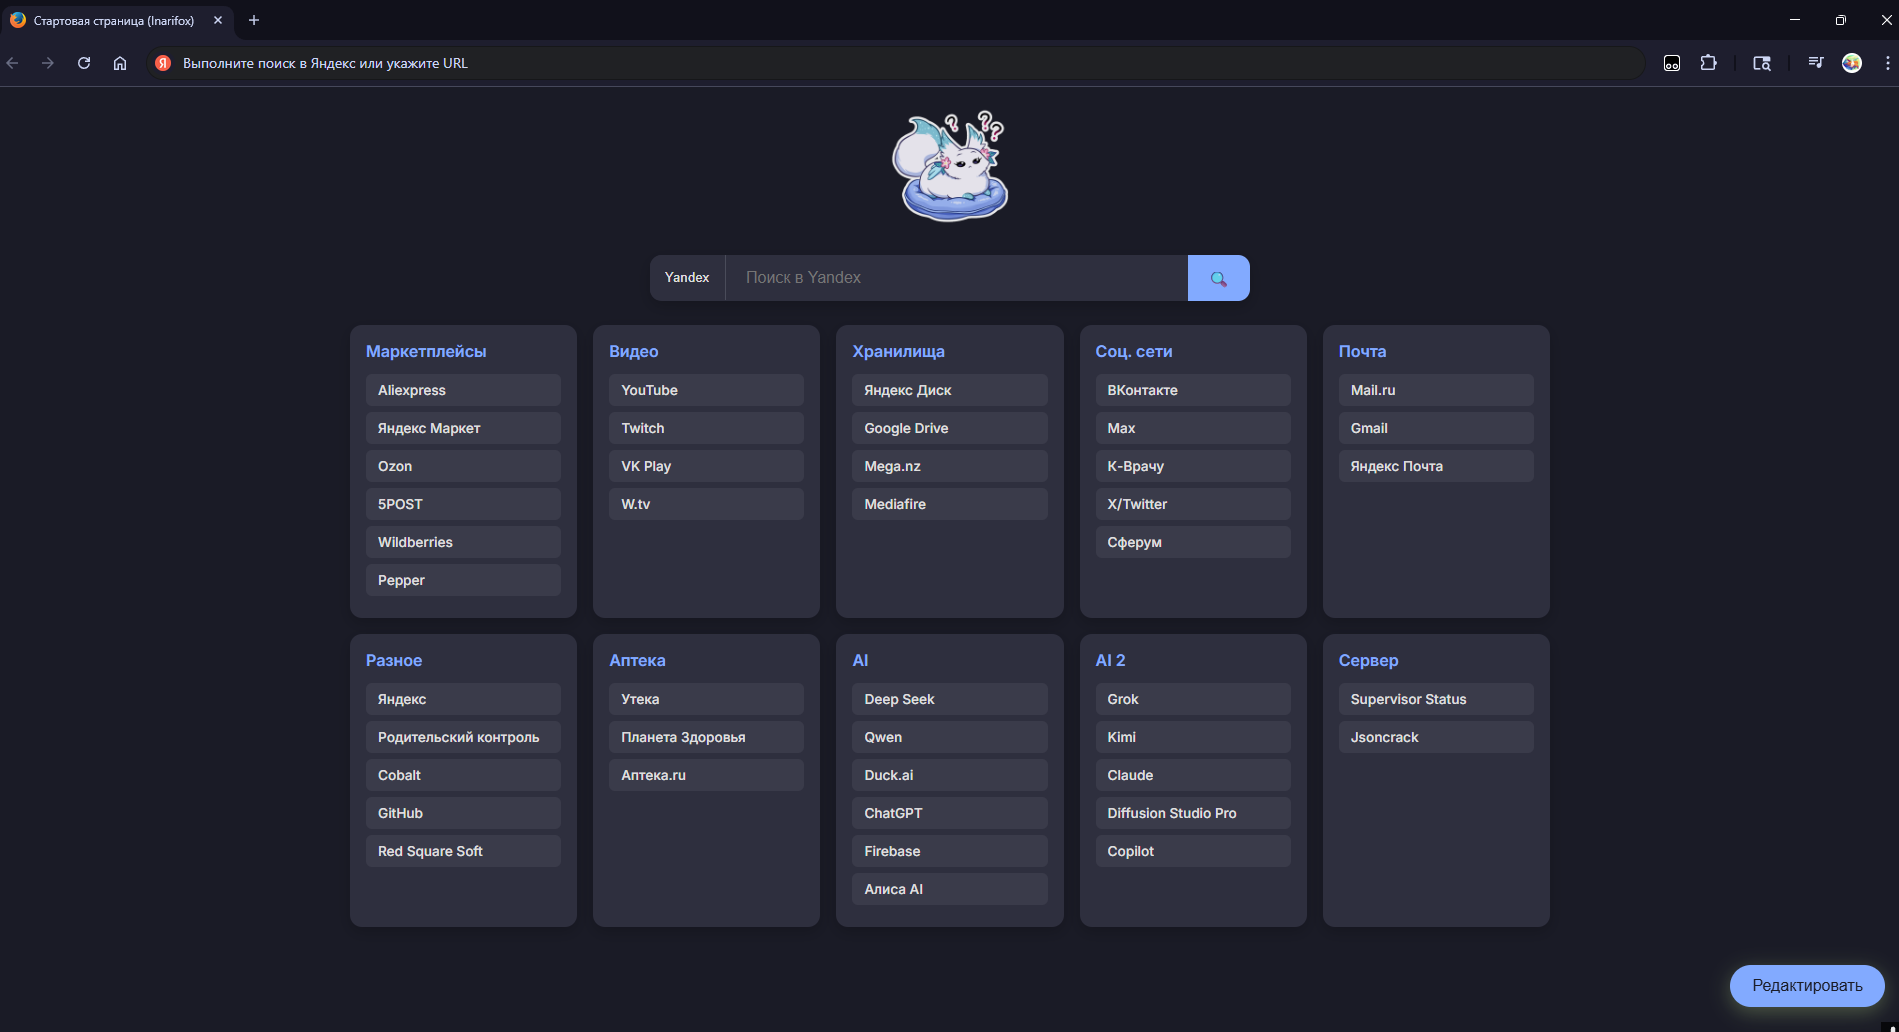 Стартовая страница (Inarifox)
Выполните поиск в Яндекс или укажите URL
Yandex
Поиск в Yandex
Маркетплейсы
Aliexpress
Яндекс Маркет
Ozon
5POST
Wildberries
Pepper
Видео
YouTube
Twitch
VK Play
W.tv
Хранилища
Яндекс Диск
Google Drive
Mega.nz
Mediafire
Соц. сети
ВКонтакте
Max
К-Врачу
X/Twitter
Сферум
Почта
Mail.ru
Gmail
Яндекс Почта
Разное
Яндекс
Родительский контроль
Cobalt
GitHub
Red Square Soft
Аптека
Утека
Планета Здоровья
Аптека.ru
AI
Deep Seek
Qwen
Duck.ai
ChatGPT
Firebase
Алиса AI
AI 2
Grok
Kimi
Claude
Diffusion Studio Pro
Copilot
Сервер
Supervisor Status
Jsoncrack
Редактировать